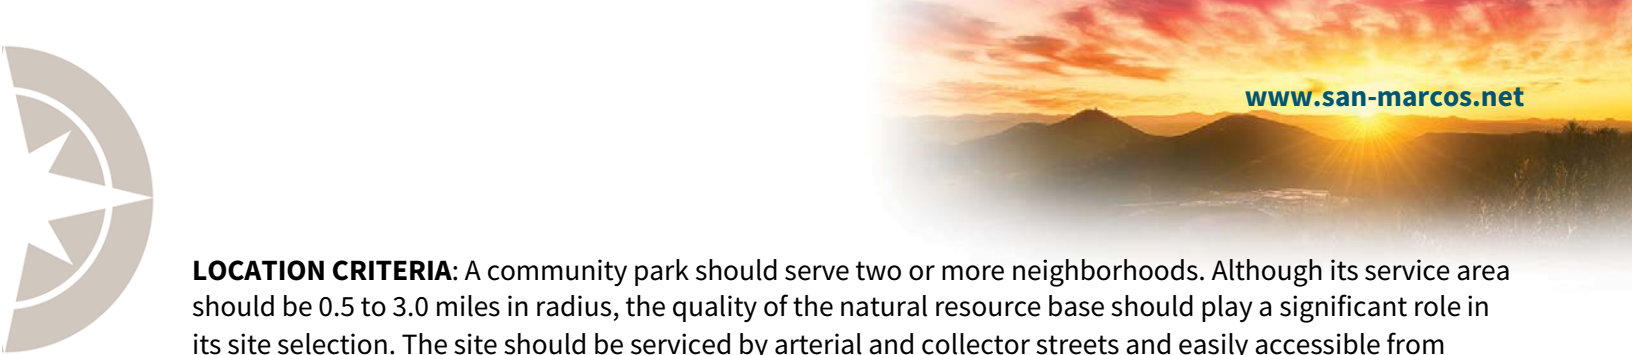 www.san-marcos.net
LOCATION CRITERIA: A community park should serve two or more neighborhoods. Although its service area
should be 0.5 to 3.0 miles in radius, the quality of the natural resource base should play a significant role in
its site selection. The site should be serviced by arterial and collector streets and easily accessible from